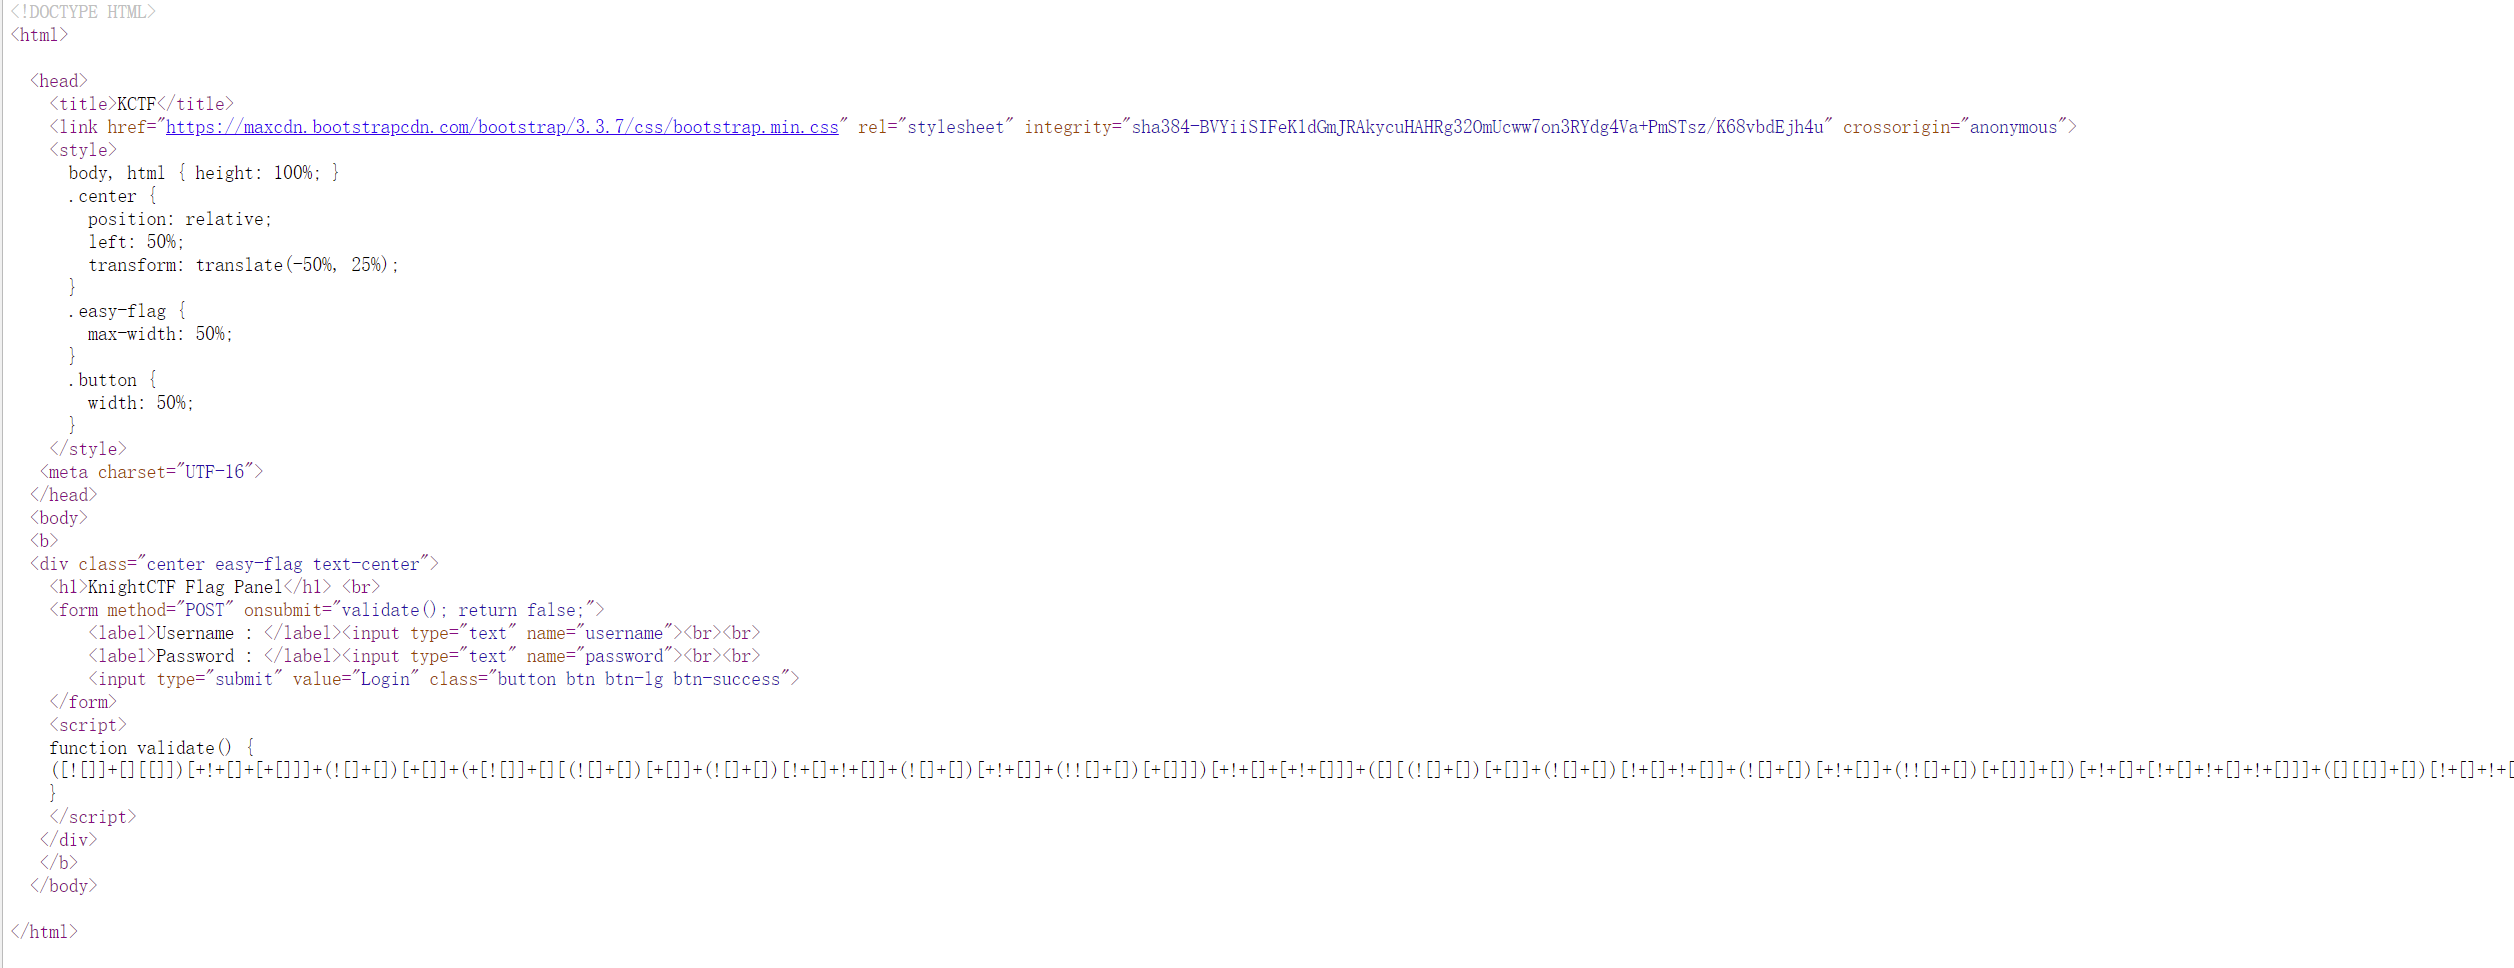 <!DOCTYPE HTML>
<html>
<head>
<title>KCTF</title>
<link href="https://maxcdn.bootstrapcdn.com/bootstrap/3.3.7/css/bootstrap.min.css" rel="stylesheet" integrity="sha384-BVYiiSIFeK1dGmJRAkycuHAHRg32OmUcww7on3RYdg4Va+PmSTsz/K68vbdEjh4u" crossorigin="anonymous">
<style>
body, html { height: 100%; }
.center {
position: relative;
left: 50%;
transform: translate(-50%, 25%);
}
.easy-flag {
max-width: 50%;
}
.button {
width: 50%;
}
</style>
<meta charset="UTF-16">
</head>
<body>
<b>
<div class="center easy-flag text-center">
<h1>KnightCTF Flag Panel</h1> <br>
<form method="POST" onsubmit="validate(); return false;">
<label>Username : </label><input type="text" name="username"><br><br>
<label>Password : </label><input type="text" name="password"><br><br>
<input type="submit" value="Login" class="button btn btn-lg btn-success">
</form>
<script>
function validate() {
([![]]+[][[]])[+!+[]+[+[]]]+(![]+[])[+[]]+(+[![]]+[][(![]+[])[+[]]+(![]+[])[!+[]+!+[]]+(![]+[])[+!+[]]+(!![]+[])[+[]]])[+!+[]+[+!+[]]]+([][(![]+[])[+[]]+(![]+[])[!+[]+!+[]]+(![]+[])[+!+[]]+(!![]+[])[+[]]]+[])[+!+[]+[!+[]+!+[]+!+[]]]+([][[]]+[])[!+[]+!+[
}
</script>
</div>
</b>
</body>
</html>